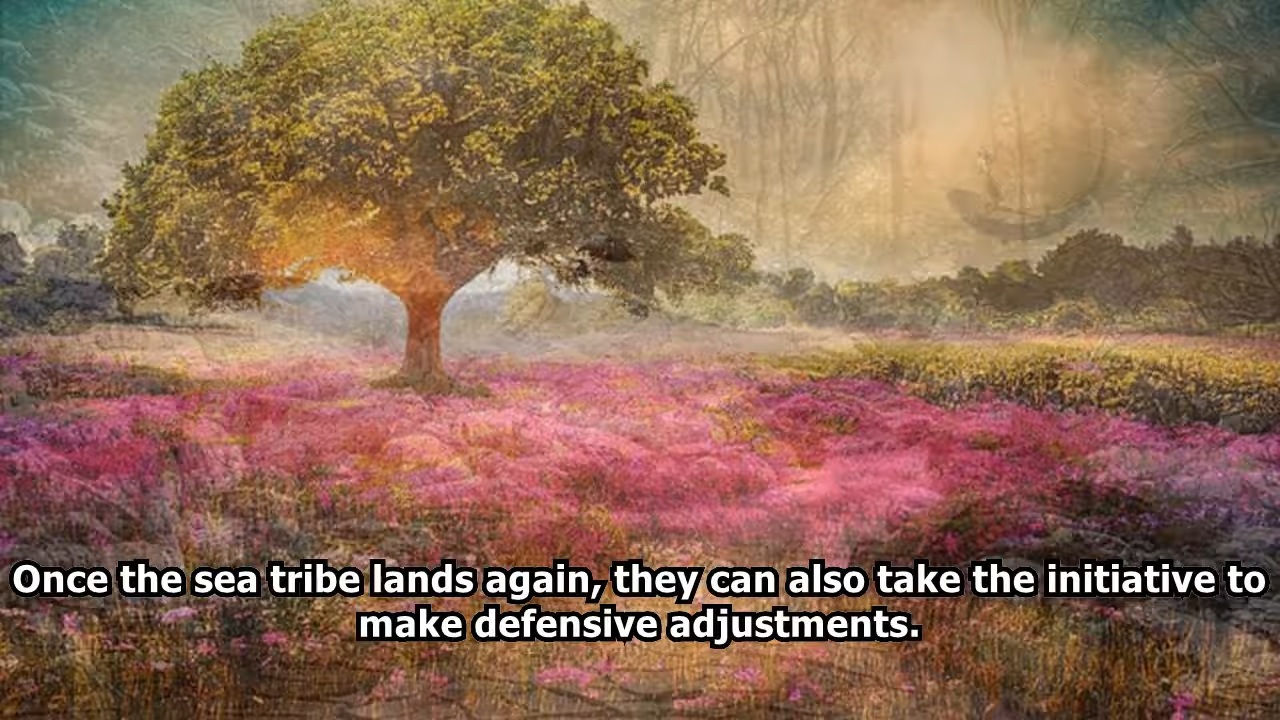 Once the sea tribe lands again, they can also take the initiative to
make defensive adjustments.